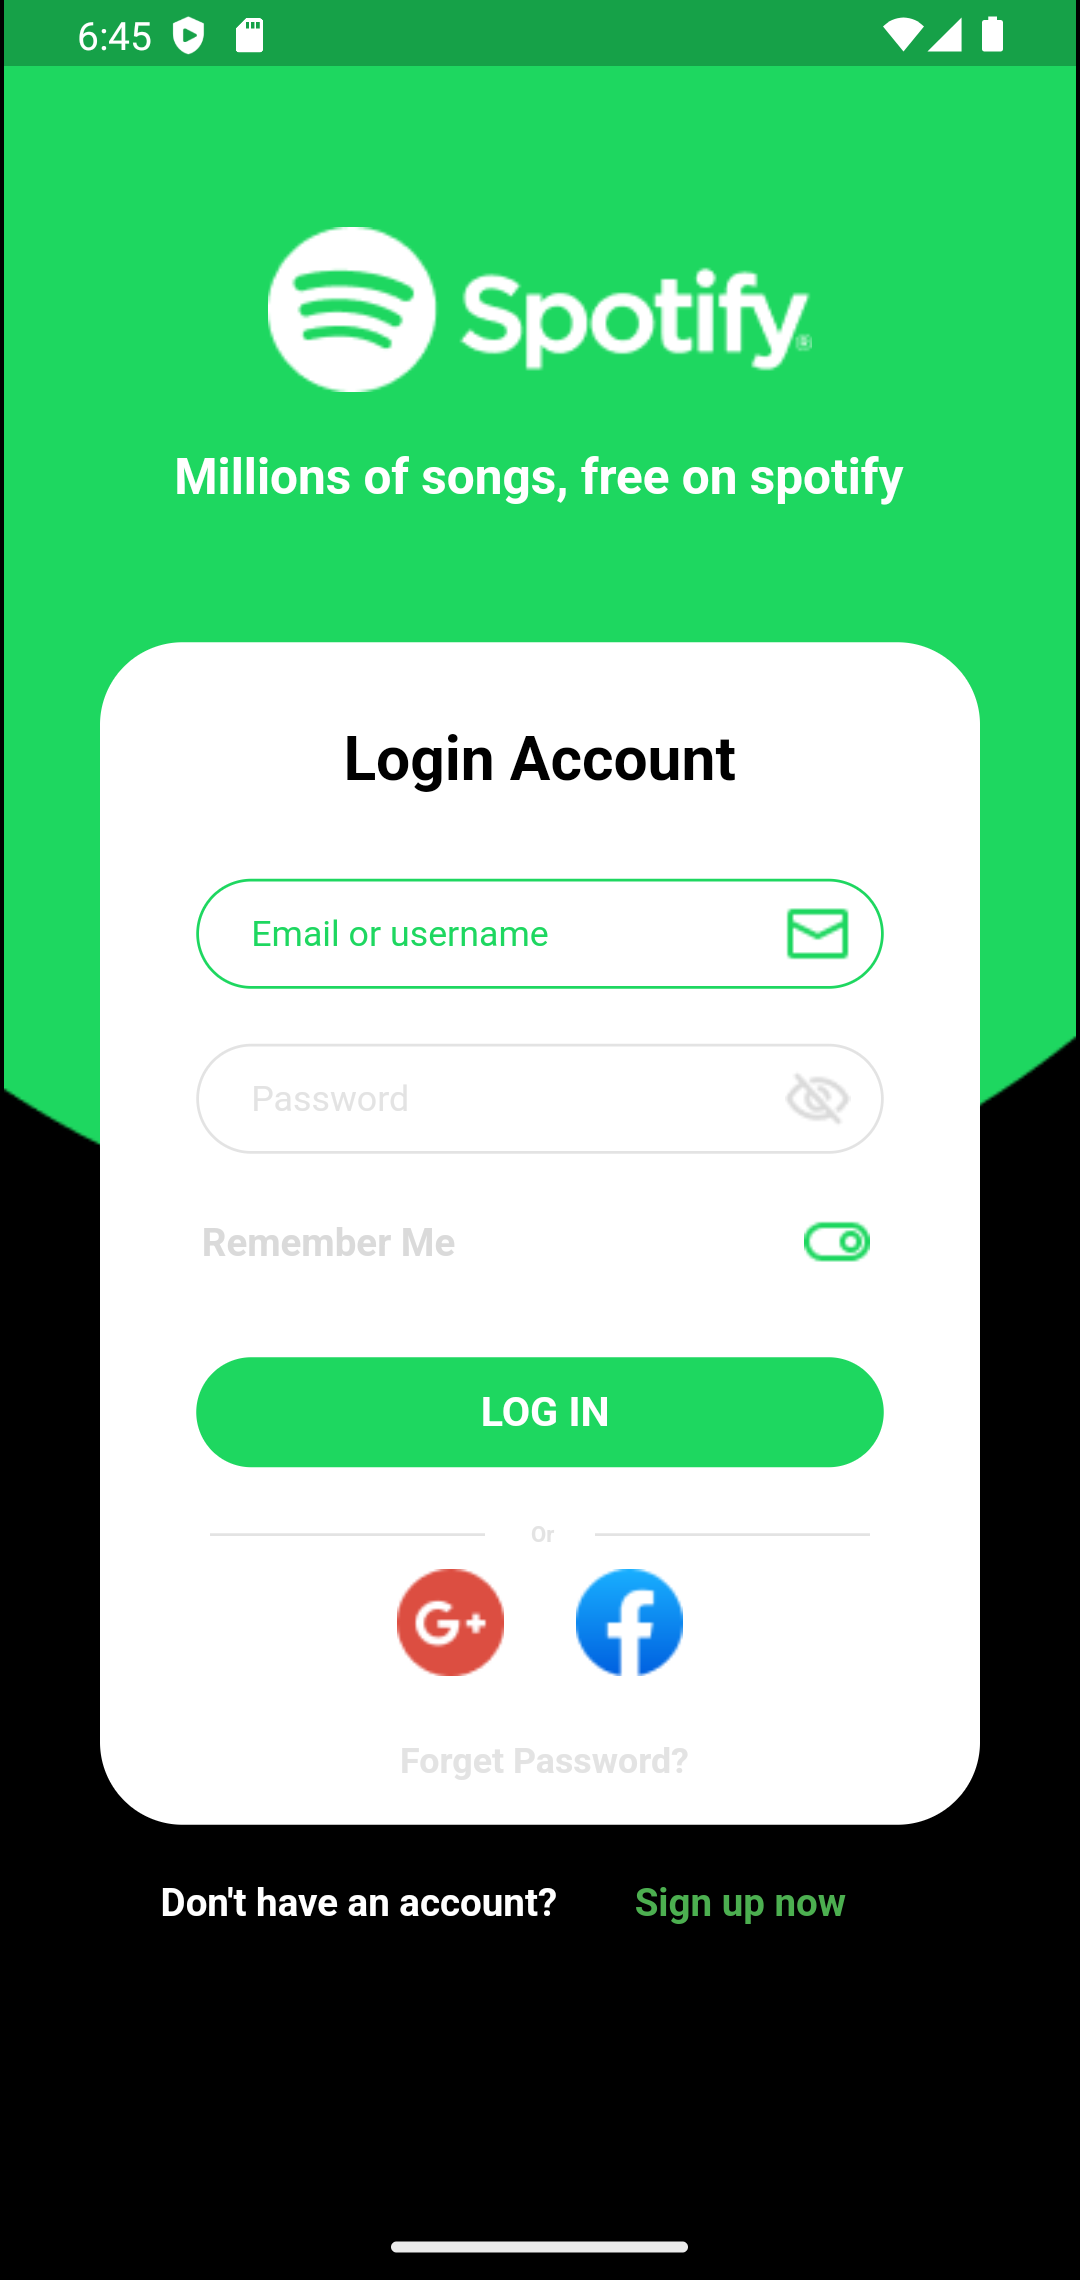 6:45
Spotify®
Millions of songs, free on spotify
Login Account
Email or username
Password
Remember Me
LOG IN
Or
G+ f
Forget Password?
Don't have an account? Sign up now